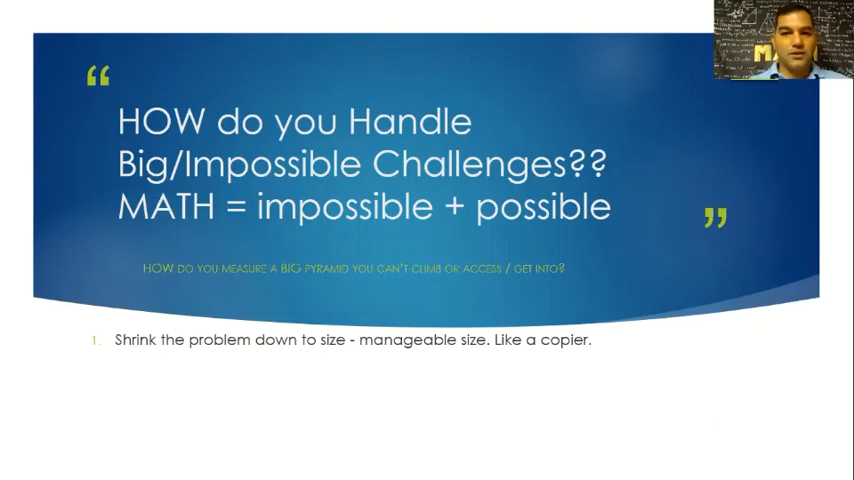 “
HOW do you Handle
Big/Impossible Challenges??
MATH = impossible + possible
”
HOW DO YOU MEASURE A BIG PYRAMID YOU CAN'T CLIMB OR ACCESS / GET INTO?
1. Shrink the problem down to size - manageable size. Like a copier.